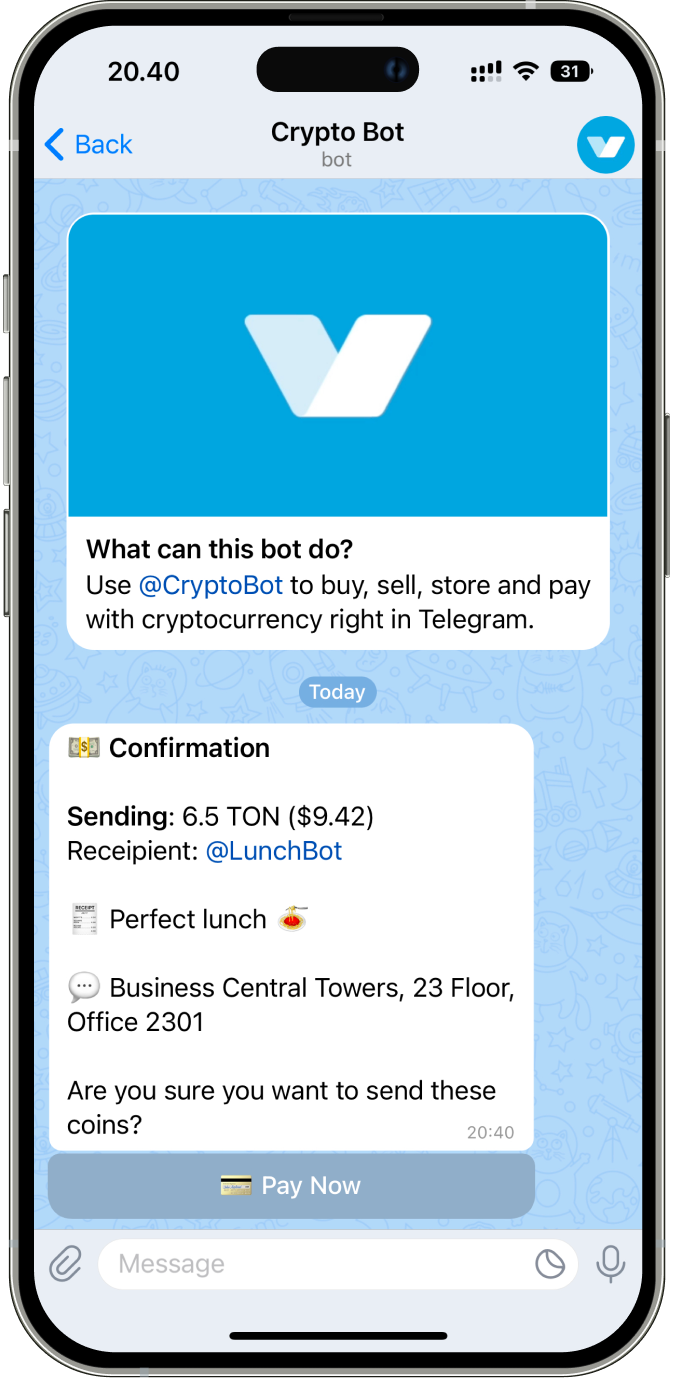 20.40
31
Back
Crypto Bot
bot
What can this bot do?
Use @CryptoBot to buy, sell, store and pay
with cryptocurrency right in Telegram.
Today
💵 Confirmation
Sending: 6.5 TON ($9.42)
Receipient: @LunchBot
RECEIPT
🧾 Perfect lunch 🍝
💬 Business Central Towers, 23 Floor,
Office 2301
Are you sure you want to send these
coins?
20:40
💳 Pay Now
Message